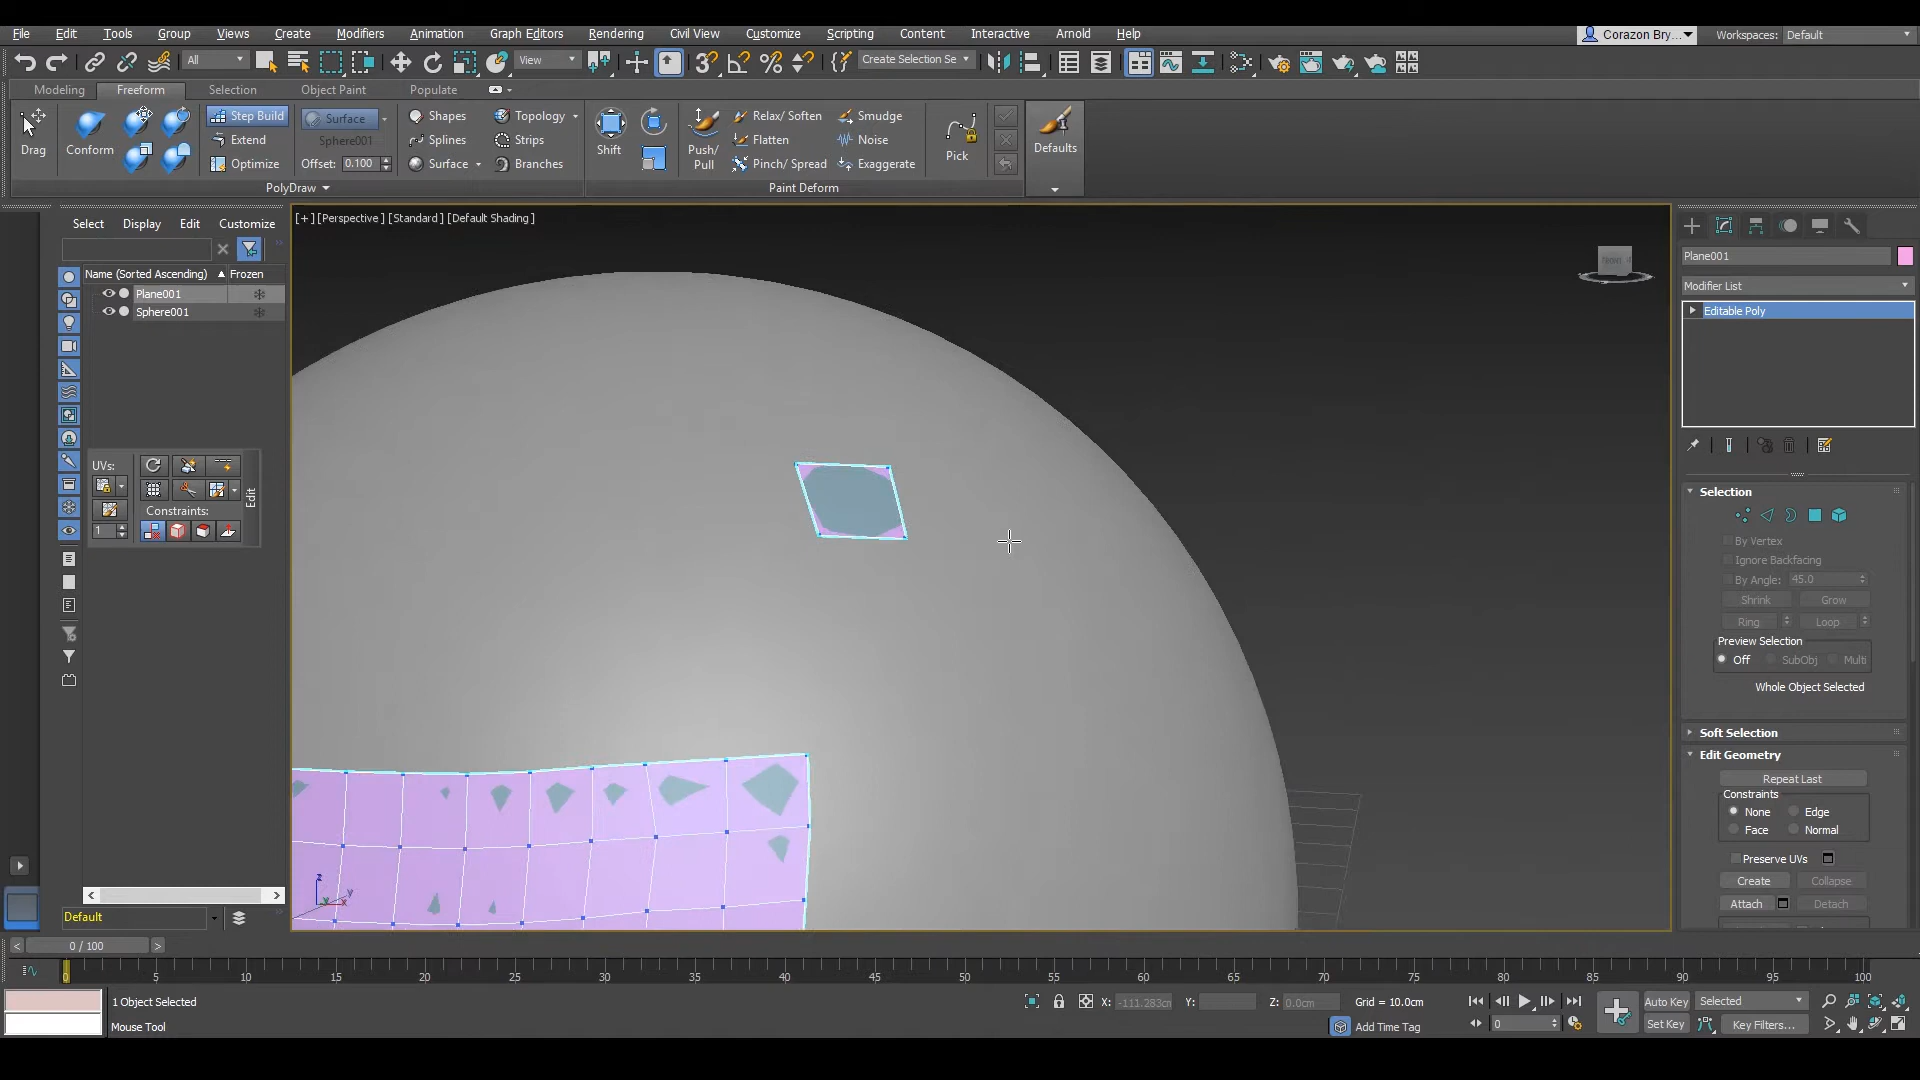 File Edit Tools Group Views Create Modifiers Animation Graph Editors Rendering Civil View Customize Scripting Content Interactive Arnold Help
Corazon Bry... Workspaces: Default
All View Create Selection Se
Modeling Freeform Selection Object Paint Populate
Drag Conform Step Build Extend Optimize
Surface Sphere001 Offset: 0.100
Shapes Splines Surface
Topology Strips Branches
Shift Push/ Pull
Relax/ Soften Flatten Pinch/ Spread
Smudge Noise Exaggerate
Pick Defaults
PolyDraw Paint Deform
Select Display Edit Customize
Name (Sorted Ascending) Frozen
Plane001
Sphere001
UVs:
Edit
Constraints:
1
Default
[+] [Perspective] [Standard] [Default Shading]
z y x
Plane001
Modifier List
Editable Poly
Selection
By Vertex
Ignore Backfacing
By Angle: 45.0
Shrink Grow
Ring Loop
Preview Selection
Off SubObj Multi
Whole Object Selected
Soft Selection
Edit Geometry
Repeat Last
Constraints
None Edge
Face Normal
Preserve UVs
Create Collapse
Attach Detach
0 / 100
0 5 10 15 20 25 30 35 40 45 50 55 60 65 70 75 80 85 90 95 100
1 Object Selected
Mouse Tool
X: -111.283cm Y: Z: 0.0cm Grid = 10.0cm
Add Time Tag
0
Auto Key Selected
Set Key Key Filters...